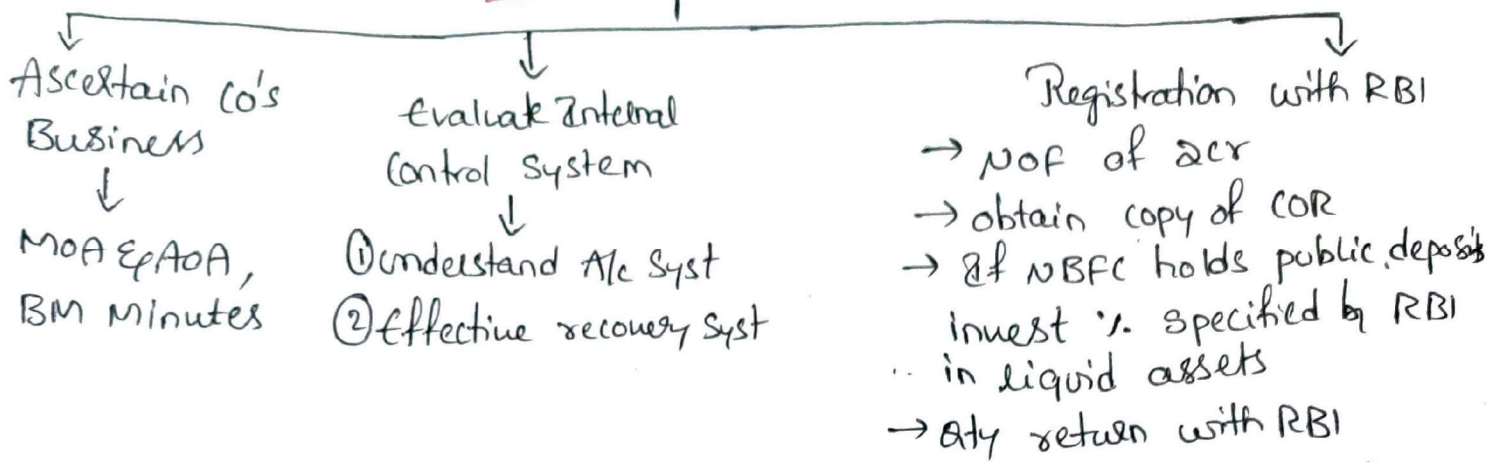 Ascertain Co's
Business
MOA & AOA,
BM Minutes
Evaluate Internal
Control System
① Understand A/c Syst
② Effective recovery Syst
Registration with RBI
→ NOF of 2cr
→ obtain copy of COR
→ If NBFC holds public deposits
invest % specified by RBI
in liquid assets
→ Qty return with RBI